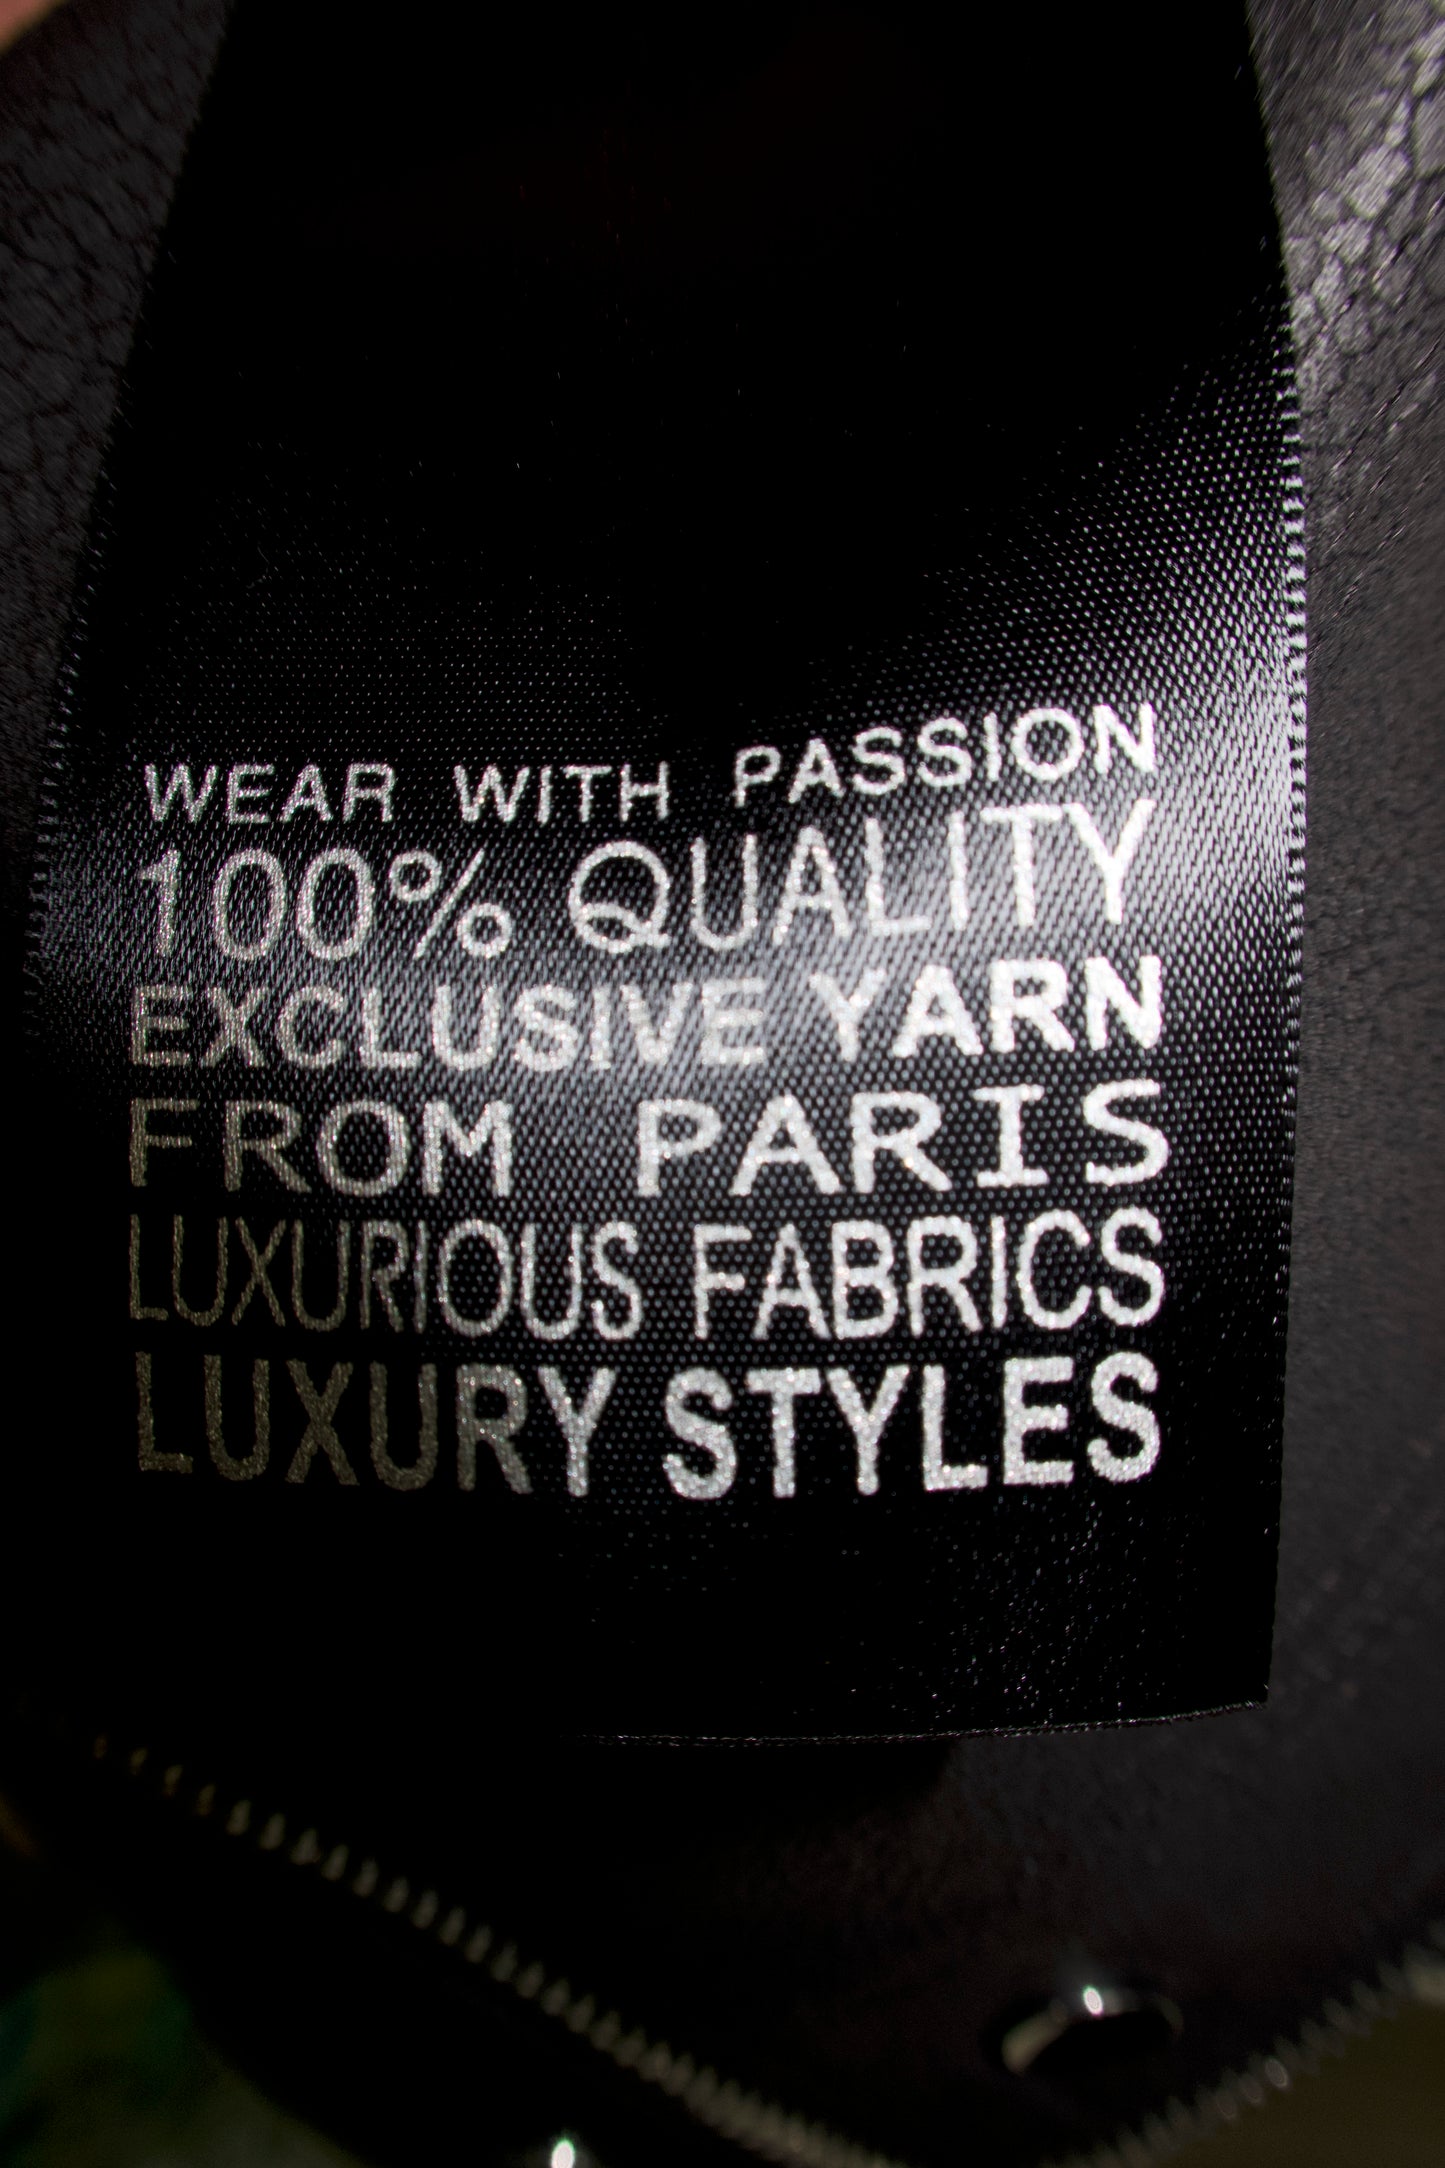 WEAR WITH PASSION
100% QUALITY
EXCLUSIVE YARN
FROM PARIS
LUXURIOUS FABRICS
LUXURY STYLES